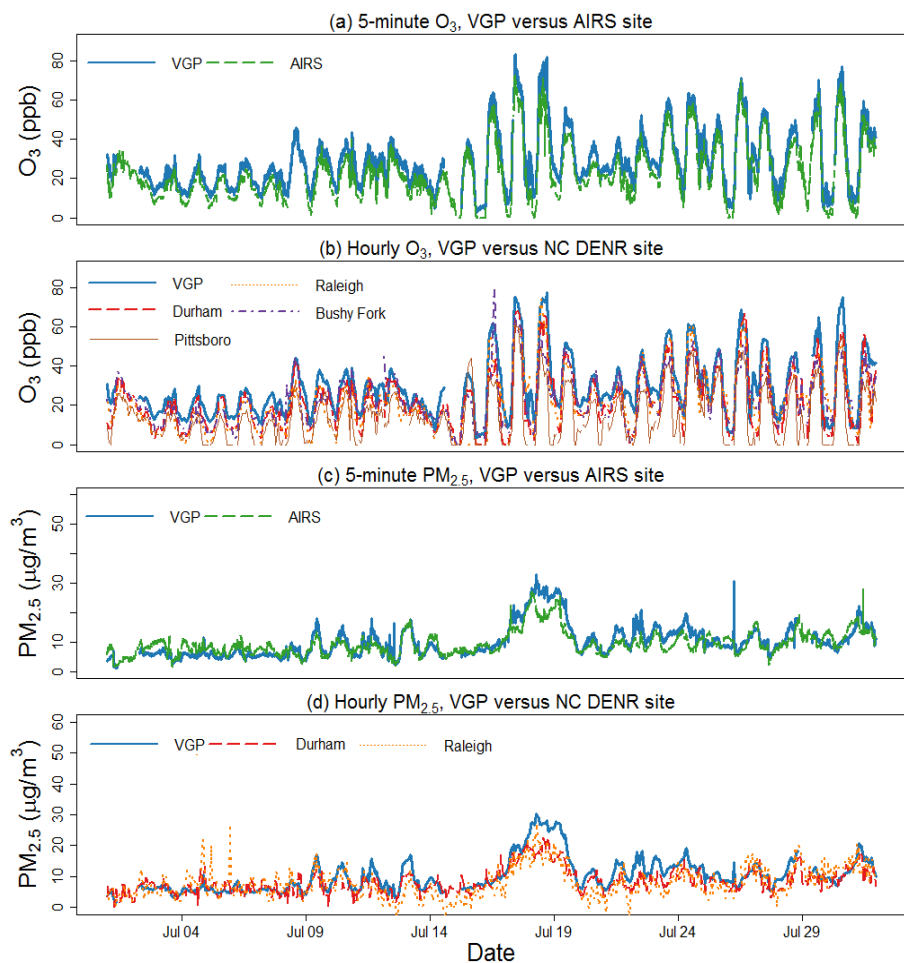 (a) 5-minute O₃, VGP versus AIRS site
VGP AIRS
O₃ (ppb)
80
60
40
20
0
(b) Hourly O₃, VGP versus NC DENR site
VGP Raleigh
Durham Bushy Fork
Pittsboro
O₃ (ppb)
80
60
40
20
0
(c) 5-minute PM₂.₅, VGP versus AIRS site
VGP AIRS
PM₂.₅ (µg/m³)
50
30
10
0
(d) Hourly PM₂.₅, VGP versus NC DENR site
VGP Durham Raleigh
PM₂.₅ (µg/m³)
60
50
40
30
20
10
0
Jul 04 Jul 09 Jul 14 Jul 19 Jul 24 Jul 29
Date